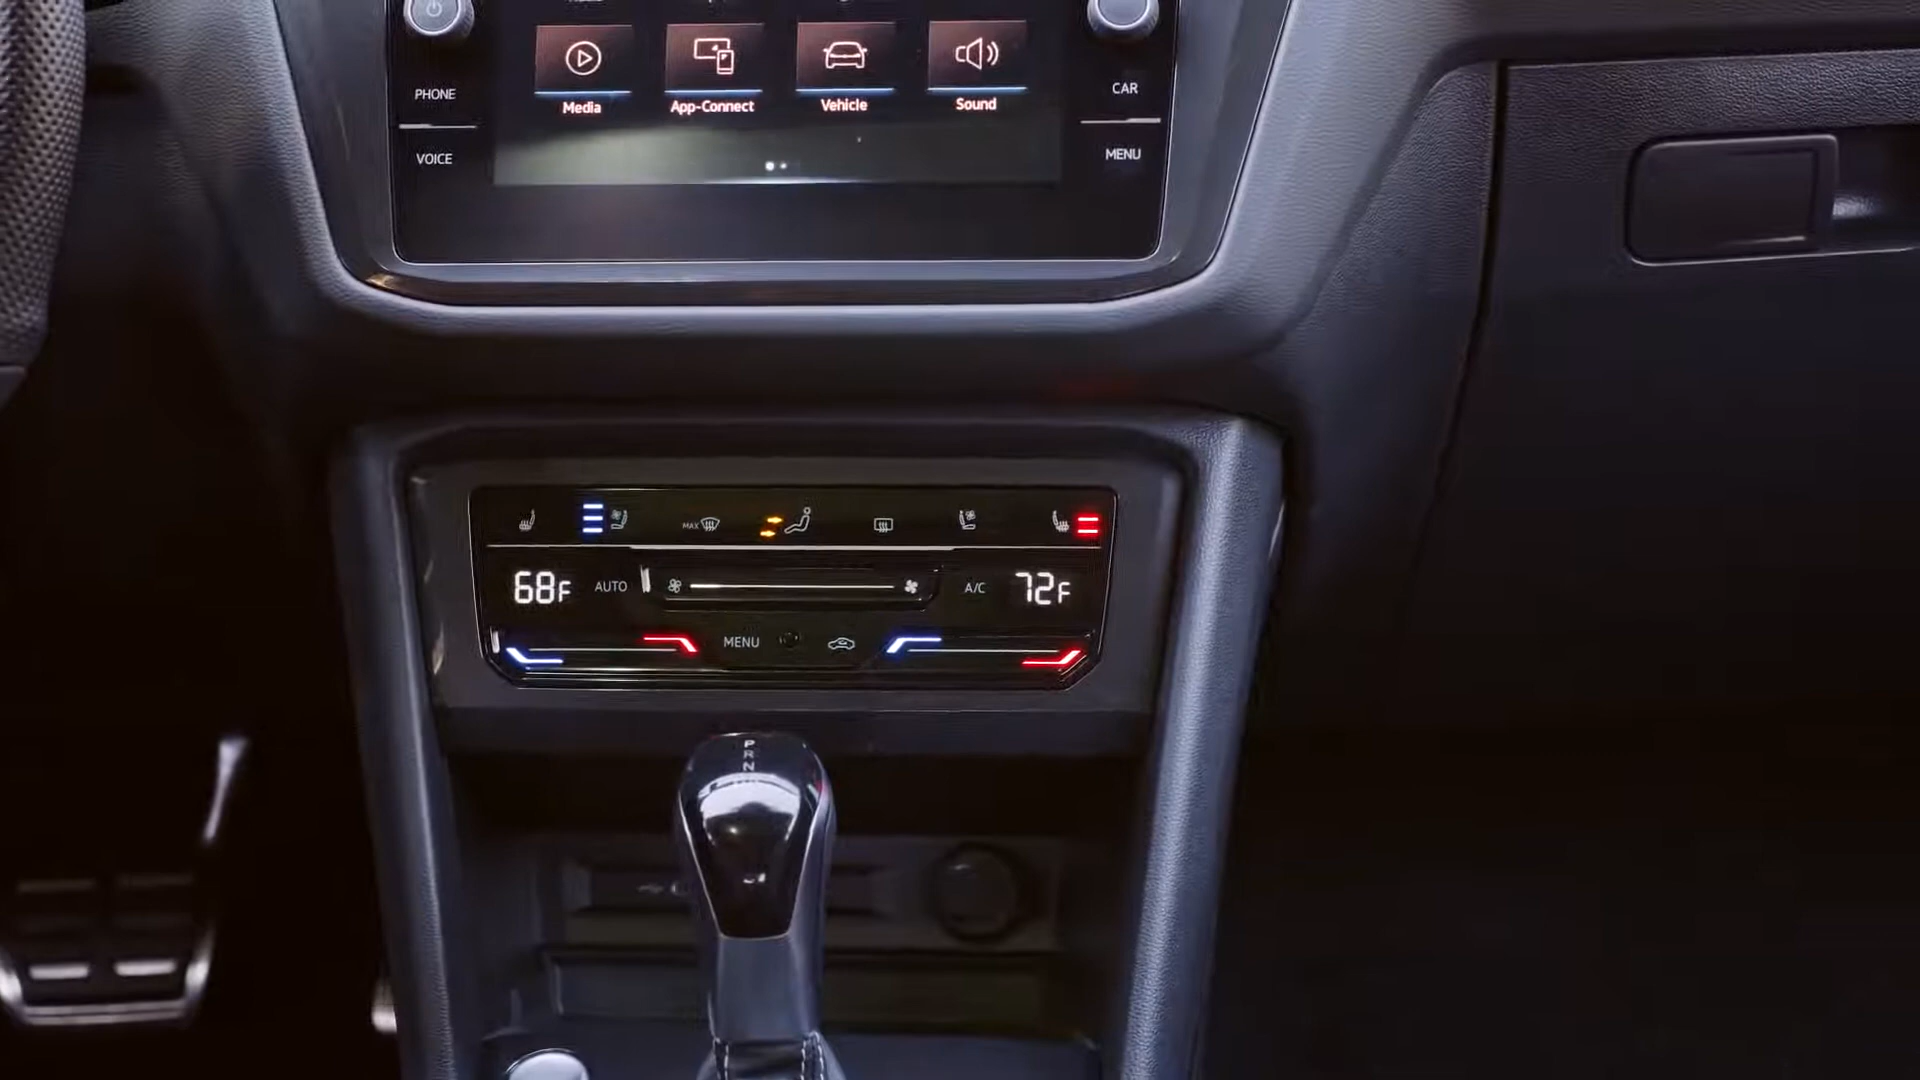 Media App-Connect Vehicle Sound
PHONE
VOICE
CAR
MENU
MAX
68F AUTO A/C 72F
MENU
P
R
N